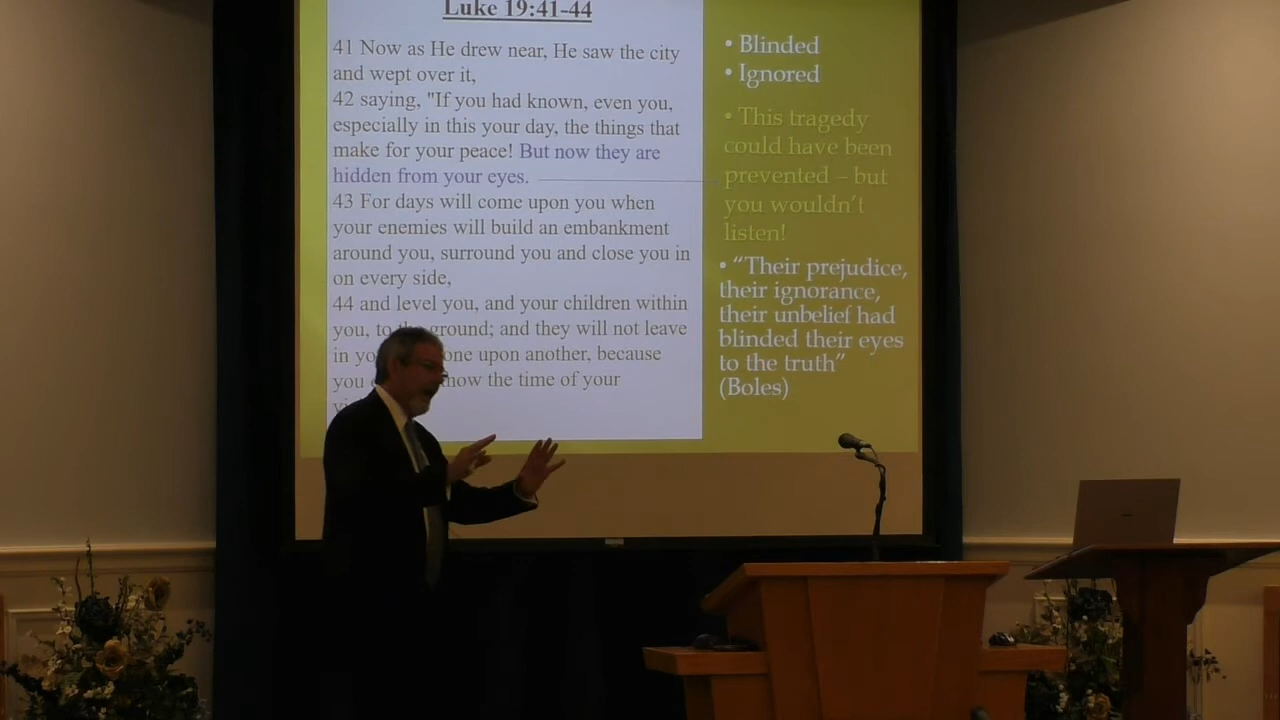 Luke 19:41-44
41 Now as He drew near, He saw the city
and wept over it,
42 saying, "If you had known, even you,
especially in this your day, the things that
make for your peace! But now they are
hidden from your eyes.
43 For days will come upon you when
your enemies will build an embankment
around you, surround you and close you in
on every side,
44 and level you, and your children within
you, to the ground; and they will not leave
in one upon another, because
you know the time of your
• Blinded
• Ignored
• This tragedy
could have been
prevented – but
you wouldn't
listen!
• “Their prejudice,
their ignorance,
their unbelief had
blinded their eyes
to the truth”
(Boles)